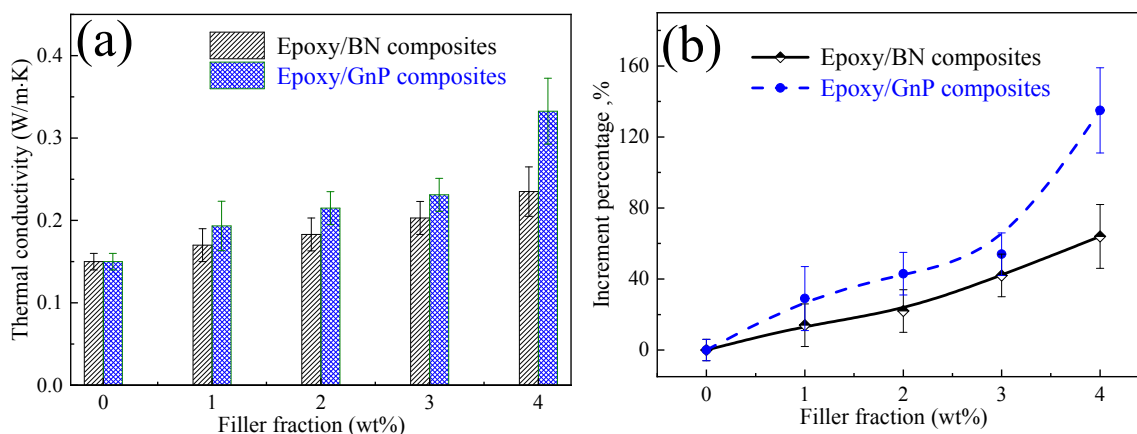 (a)
Epoxy/BN composites
Epoxy/GnP composites
Thermal conductivity (W/m·K)
0.4
0.3
0.2
0.1
0.0
0 1 2 3 4
Filler fraction (wt%)
(b)
Epoxy/BN composites
Epoxy/GnP composites
Increment percentage ,%
160
120
80
40
0
0 1 2 3 4
Filler fraction (wt%)